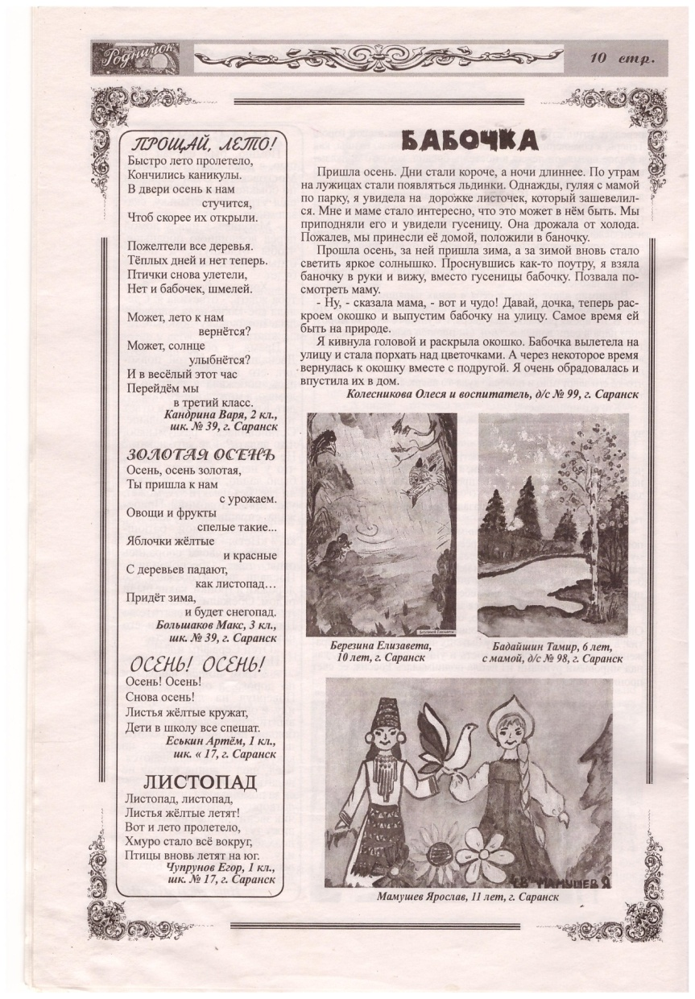 Родничок
10 стр.
ПРОЩАЙ, ЛЕТО!
Быстро лето пролетело,
Кончились каникулы.
В двери осень к нам
стучится,
Чтоб скорее их открыли.
Пожелтели все деревья.
Тёплых дней и нет теперь.
Птички снова улетели,
Нет и бабочек, шмелей.
Может, лето к нам
вернётся?
Может, солнце
улыбнётся?
И в весёлый этот час
Перейдём мы
в третий класс.
Кандрина Варя, 2 кл.,
шк. № 39, г. Саранск
ЗОЛОТАЯ ОСЕНЬ
Осень, осень золотая,
Ты пришла к нам
с урожаем.
Овощи и фрукты
спелые такие...
Яблочки жёлтые
и красные
С деревьев падают,
как листопад...
Придёт зима,
и будет снегопад.
Большаков Макс, 3 кл.,
шк. № 39, г. Саранск
ОСЕНЬ! ОСЕНЬ!
Осень! Осень!
Снова осень!
Листья жёлтые кружат,
Дети в школу все спешат.
Еськин Артём, 1 кл.,
шк. « 17, г. Саранск
ЛИСТОПАД
Листопад, листопад,
Листья жёлтые летят!
Вот и лето пролетело,
Хмуро стало всё вокруг,
Птицы вновь летят на юг.
Чупрунов Егор, 1 кл.,
шк. № 17, г. Саранск
БАБОЧКА
Пришла осень. Дни стали короче, а ночи длиннее. По утрам
на лужицах стали появляться льдинки. Однажды, гуляя с мамой
по парку, я увидела на дорожке листочек, который зашевелил-
ся. Мне и маме стало интересно, что это может в нём быть. Мы
приподняли его и увидели гусеницу. Она дрожала от холода.
Пожалев, мы принесли её домой, положили в баночку.
Прошла осень, за ней пришла зима, а за зимой вновь стало
светить яркое солнышко. Проснувшись как-то поутру, я взяла
баночку в руки и вижу, вместо гусеницы бабочку. Позвала по-
смотреть маму.
- Ну, - сказала мама, - вот и чудо! Давай, дочка, теперь рас-
кроем окошко и выпустим бабочку на улицу. Самое время ей
быть на природе.
Я кивнула головой и раскрыла окошко. Бабочка вылетела на
улицу и стала порхать над цветочками. А через некоторое время
вернулась к окошку вместе с подругой. Я очень обрадовалась и
впустила их в дом.
Колесникова Олеся и воспитатель, д/с № 99, г. Саранск
Березина Елизавета,
10 лет, г. Саранск
Бадайшин Тамир, 6 лет,
с мамой, д/с № 98, г. Саранск
МАМУШЕВ Я
Мамушев Ярослав, 11 лет, г. Саранск